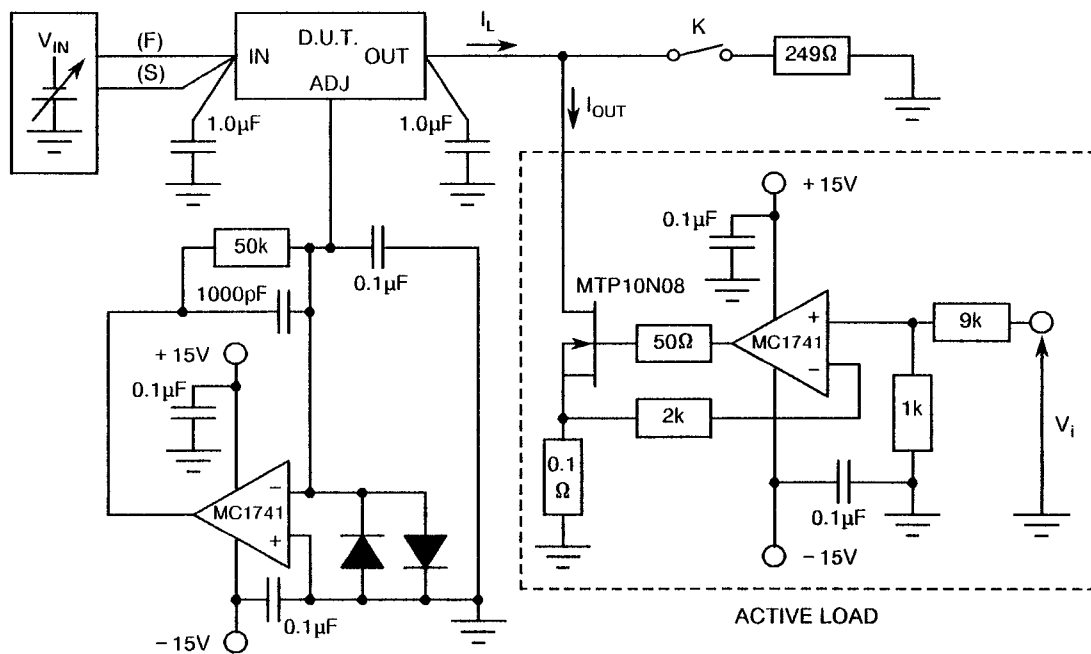 V_IN
(F)
(S)
D.U.T.
IN
OUT
ADJ
I_L
K
249Ω
1.0μF
1.0μF
I_OUT
50k
0.1μF
1000pF
+15V
0.1μF
MC1741
−
+
0.1μF
−15V
+15V
0.1μF
MTP10N08
50Ω
MC1741
+
−
9k
2k
1k
V_i
0.1
Ω
0.1μF
−15V
ACTIVE LOAD